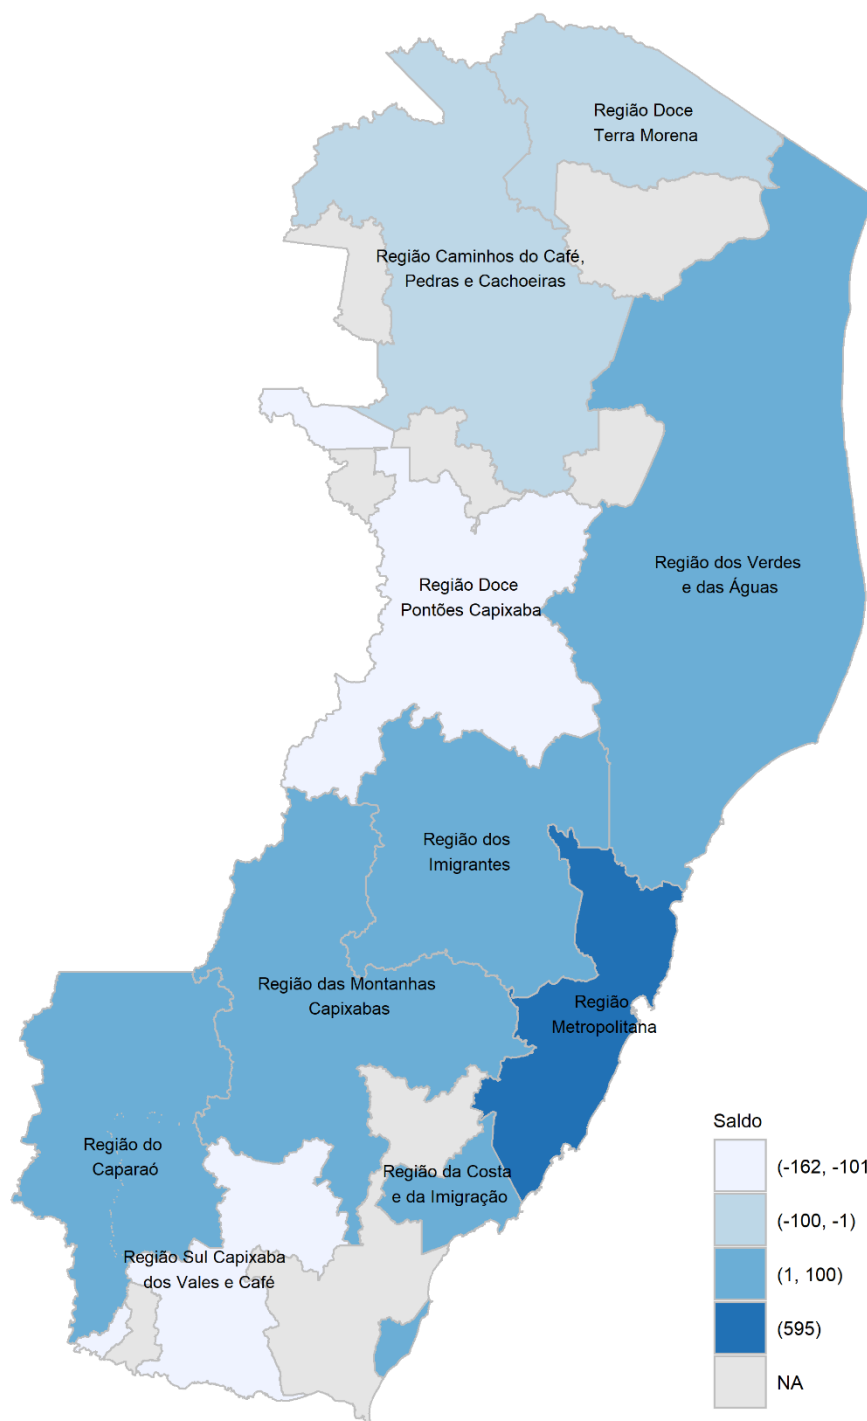 Região Doce
Terra Morena
Região Caminhos do Café,
Pedras e Cachoeiras
Região dos Verdes
e das Águas
Região Doce
Pontões Capixaba
Região dos
Imigrantes
Região das Montanhas
Capixabas
Região
Metropolitana
Região do
Caparaó
Região da Costa
e da Imigração
Região Sul Capixaba
dos Vales e Café
Saldo
(-162, -101
(-100, -1)
(1, 100)
(595)
NA